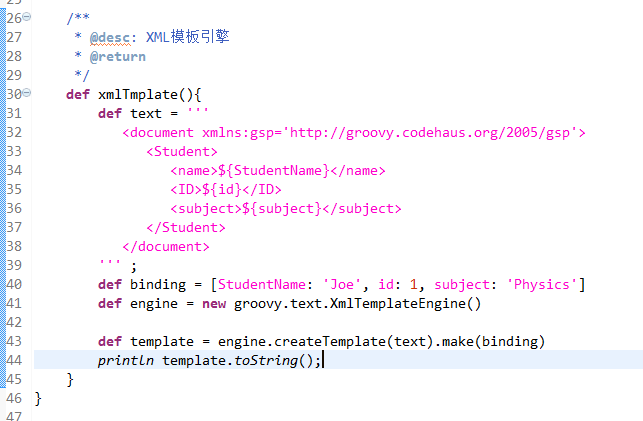 26 /**
27 * @desc: XML模板引擎
28 * @return
29 */
30 def xmlTmplate(){
31 def text = '''
32 <document xmlns:gsp='http://groovy.codehaus.org/2005/gsp'>
33 <Student>
34 <name>${StudentName}</name>
35 <ID>${id}</ID>
36 <subject>${subject}</subject>
37 </Student>
38 </document>
39 ''' ;
40 def binding = [StudentName: 'Joe', id: 1, subject: 'Physics']
41 def engine = new groovy.text.XmlTemplateEngine()
42
43 def template = engine.createTemplate(text).make(binding)
44 println template.toString();
45 }
46 }
47